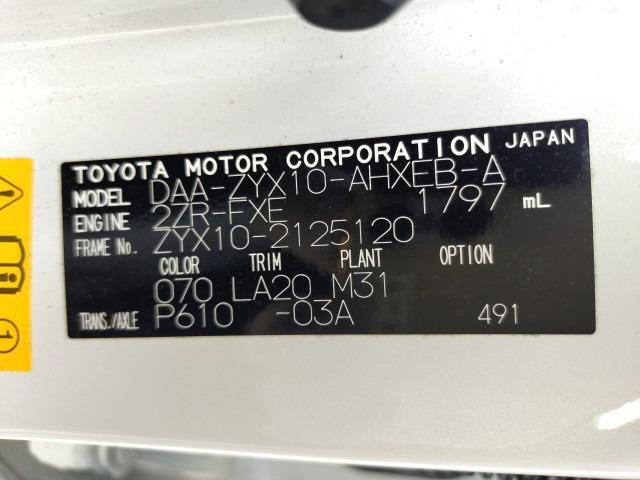 TOYOTA MOTOR CORPORATION JAPAN
MODEL DAA-ZYX10-AHXEB-A
ENGINE 2ZR-FXE 1797 mL
FRAME No. ZYX10-2125120
COLOR TRIM PLANT OPTION
070 LA20 M31
TRANS./AXLE P610 -03A 491
1